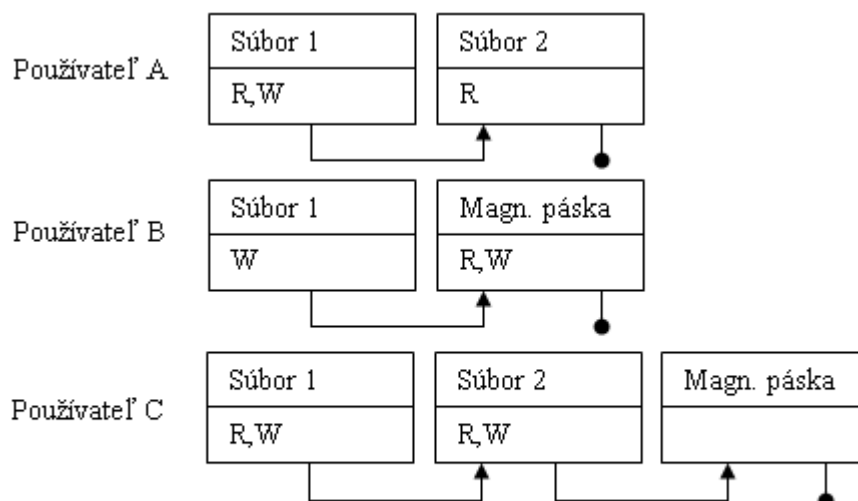 Používateľ A
Súbor 1
Súbor 2
R,W
R
Používateľ B
Súbor 1
Magn. páska
W
R,W
Používateľ C
Súbor 1
Súbor 2
Magn. páska
R,W
R,W